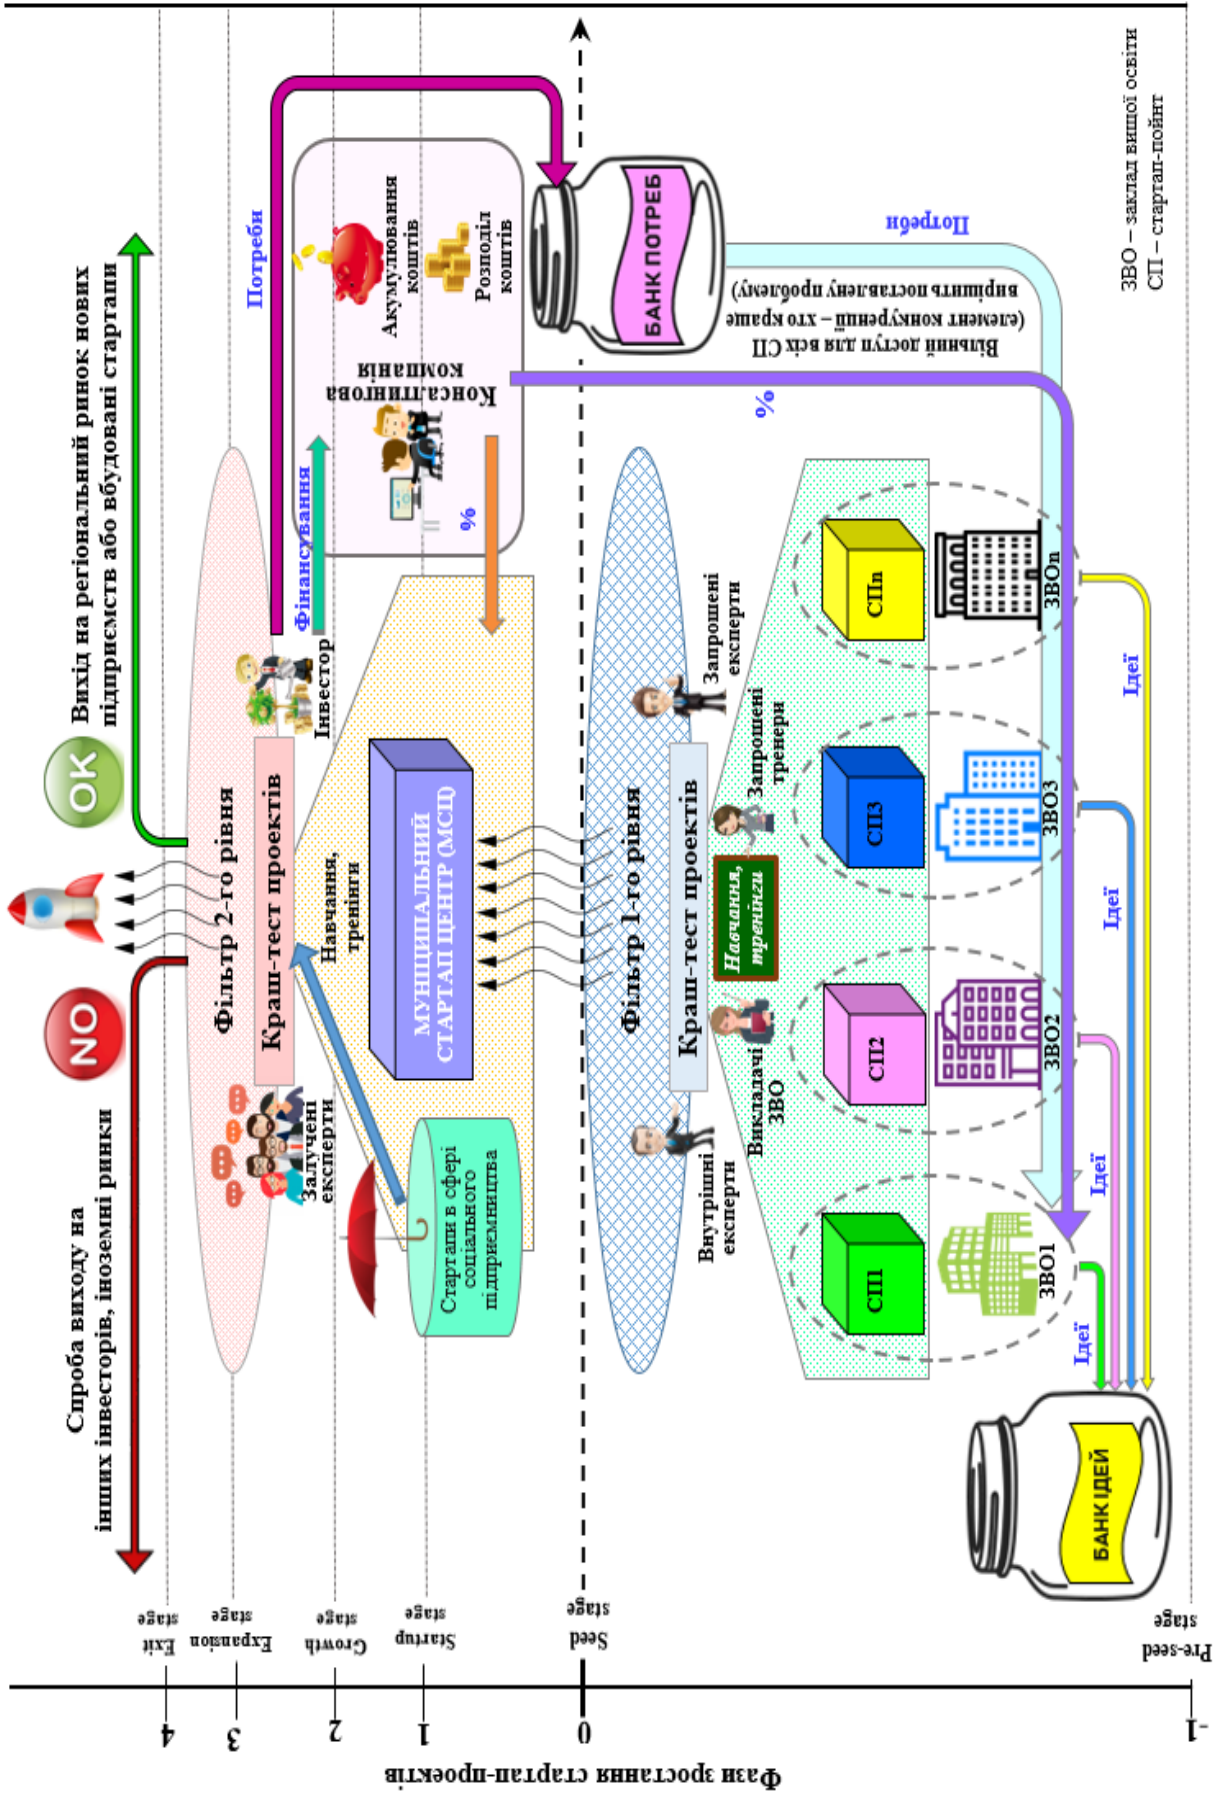 Спроба виходу на
інших інвесторів, іноземні ринки
NO
OK
Вихід на регіональний ринок нових
підприємств або вбудовані стартапи
Фільтр 2-го рівня
Краш-тест проектів
Залучені
експерти
Інвестор
Потреби
Фінансування
Навчання,
тренінги
МУНІЦИПАЛЬНИЙ
СТАРТАП ЦЕНТР (МСЦ)
Стартапи в сфері
соціального
підприємництва
Консалтингова
компанія
Акумулювання
коштів
Розподіл
коштів
%
БАНК ПОТРЕБ
Потреби
Вільний доступ для всіх СП
(елемент конкуренції – хто краще
вирішить поставлену проблему)
%
Фільтр 1-го рівня
Краш-тест проектів
Внутрішні
експерти
Запрошені
експерти
Викладачі
ЗВО
Навчання,
тренінги
Запрошені
тренери
СП1
СП2
СП3
СПn
ЗВО1
ЗВО2
ЗВО3
ЗВОn
Ідеї
Ідеї
Ідеї
Ідеї
БАНК ІДЕЙ
ЗВО – заклад вищої освіти
СП – стартап-пойнт
Фази зростання стартап-проектів
4
Exit
stage
3
Expansion
stage
2
Growth
stage
1
Startup
stage
0
Seed
stage
-1
Pre-seed
stage